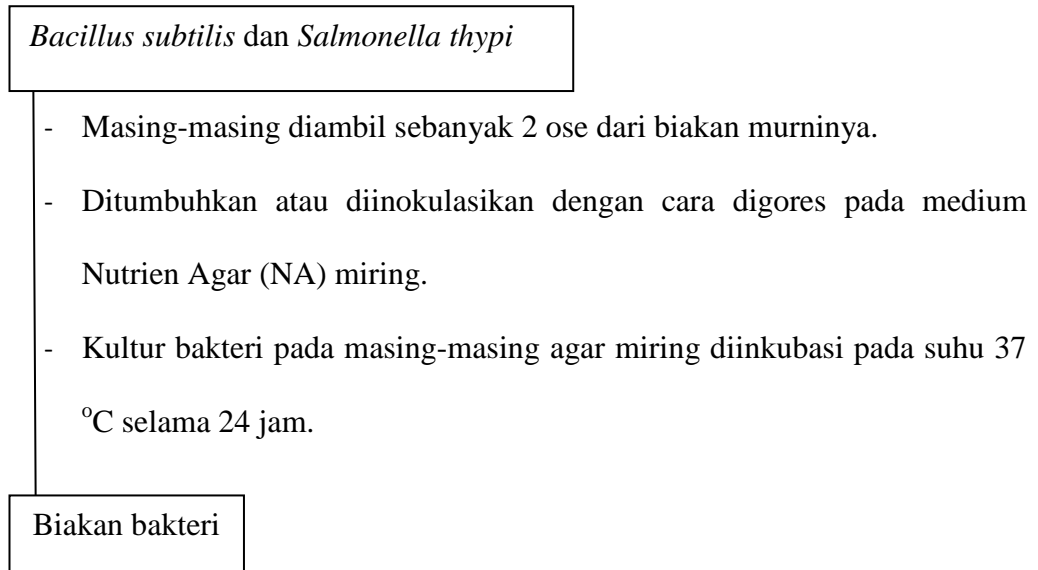 Bacillus subtilis dan Salmonella thypi
- Masing-masing diambil sebanyak 2 ose dari biakan murninya.
- Ditumbuhkan atau diinokulasikan dengan cara digores pada medium
Nutrien Agar (NA) miring.
- Kultur bakteri pada masing-masing agar miring diinkubasi pada suhu 37
oC selama 24 jam.
Biakan bakteri